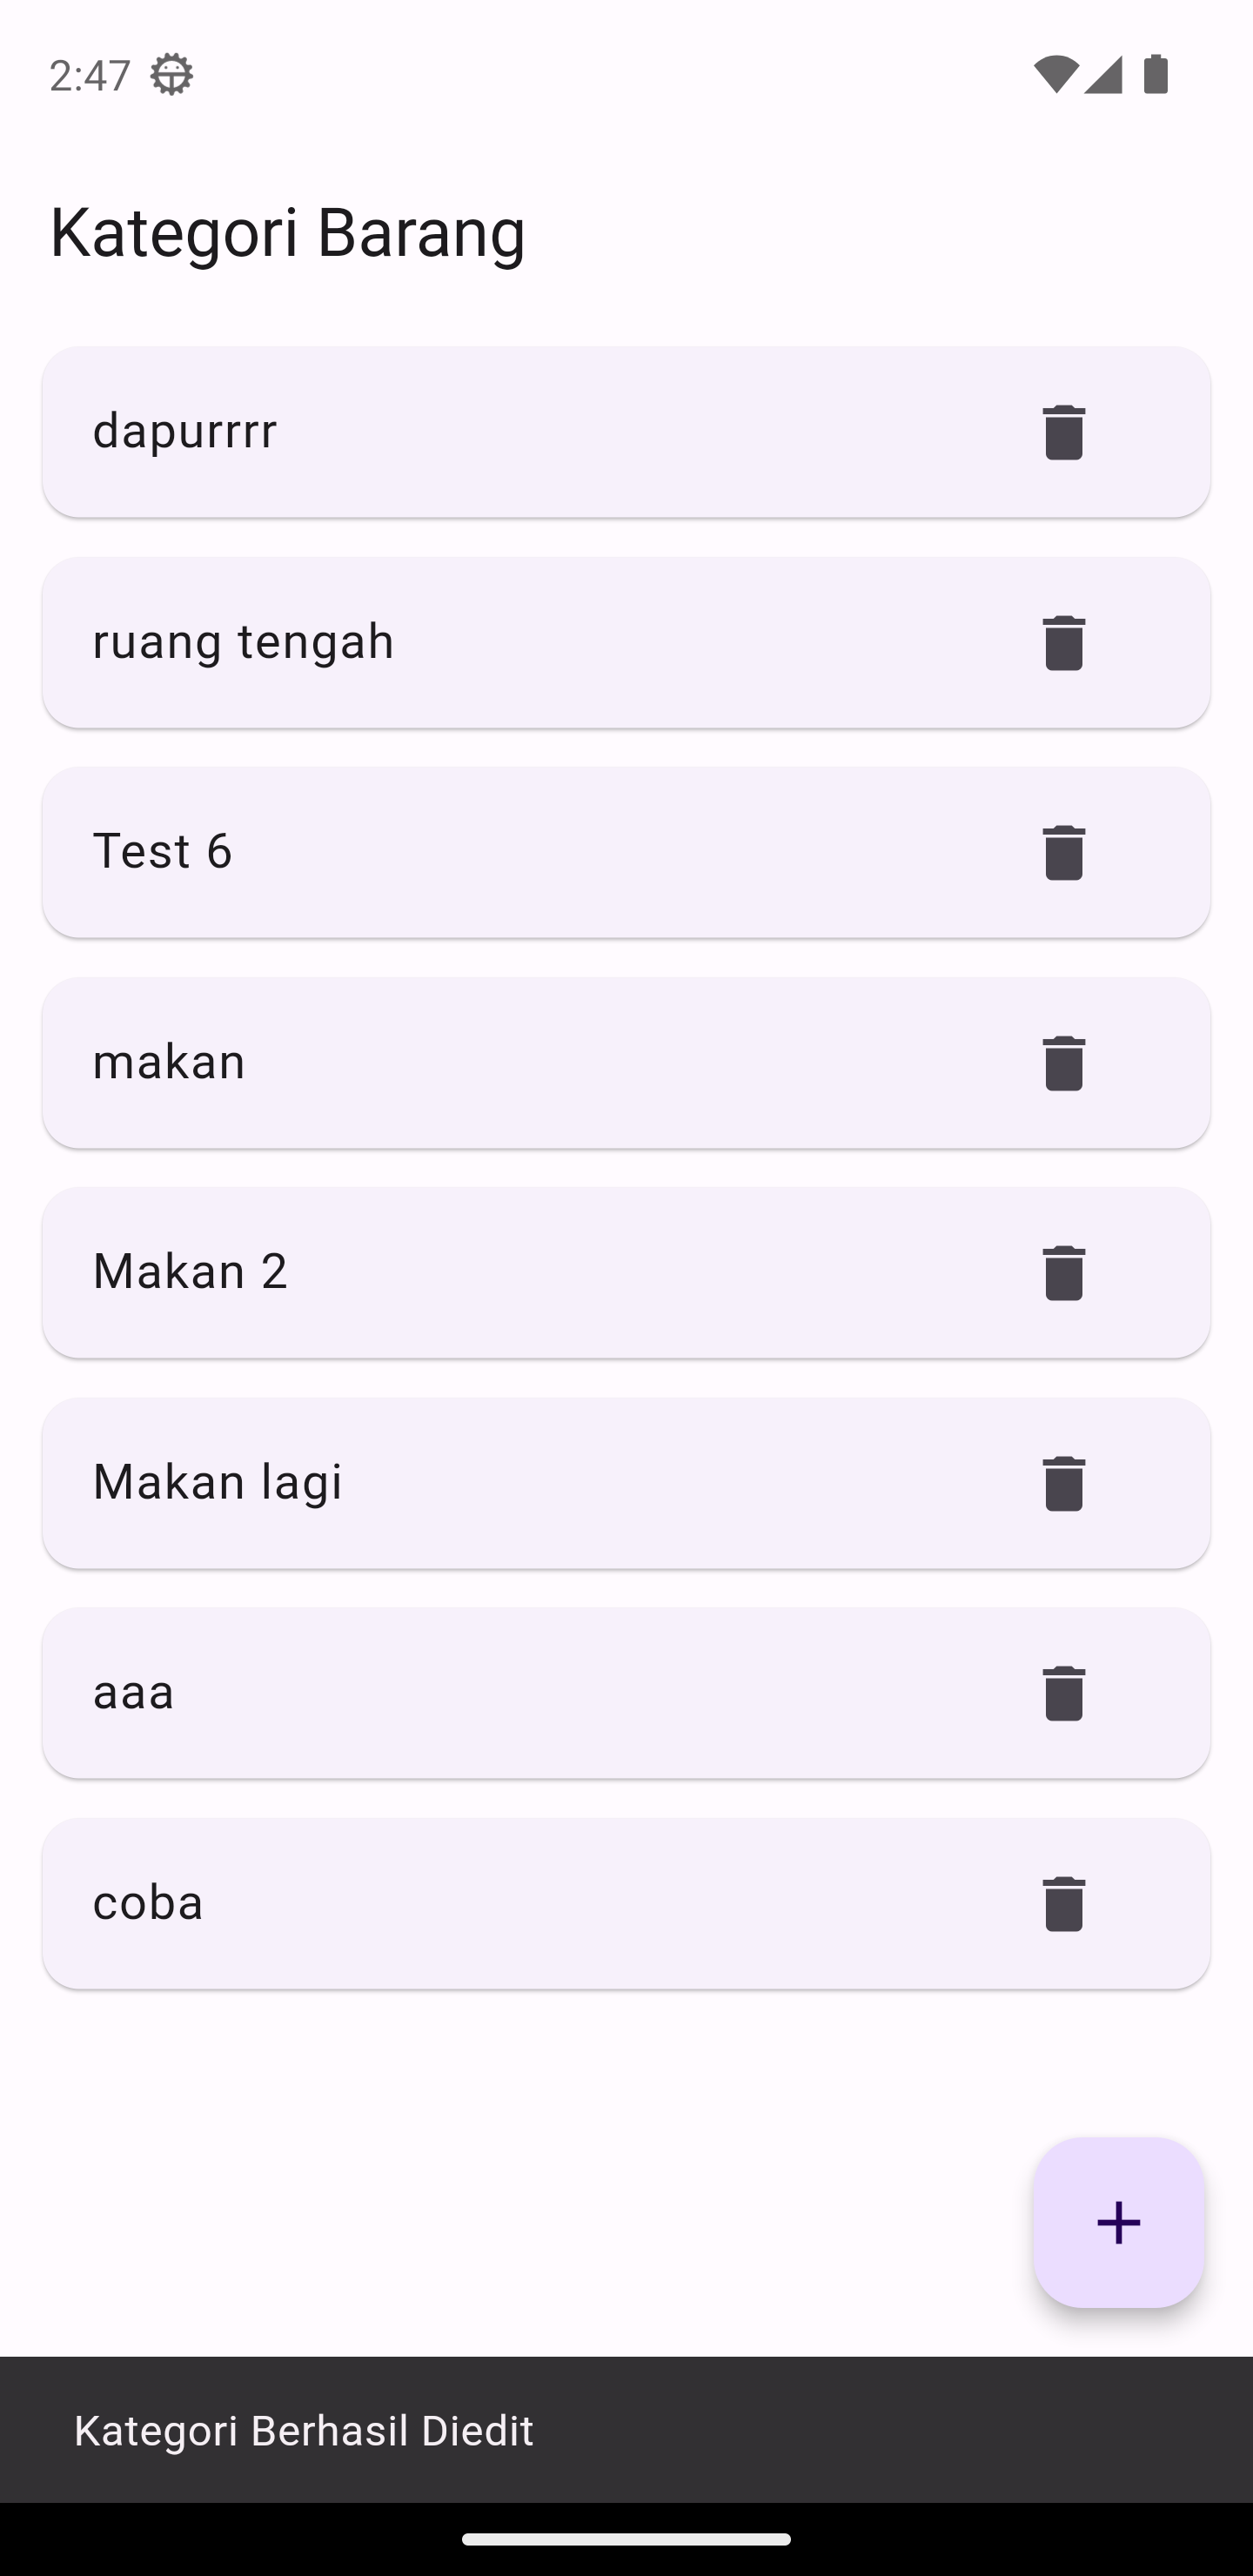 2:47
Kategori Barang
dapurrrr
ruang tengah
Test 6
makan
Makan 2
Makan lagi
aaa
coba
Kategori Berhasil Diedit